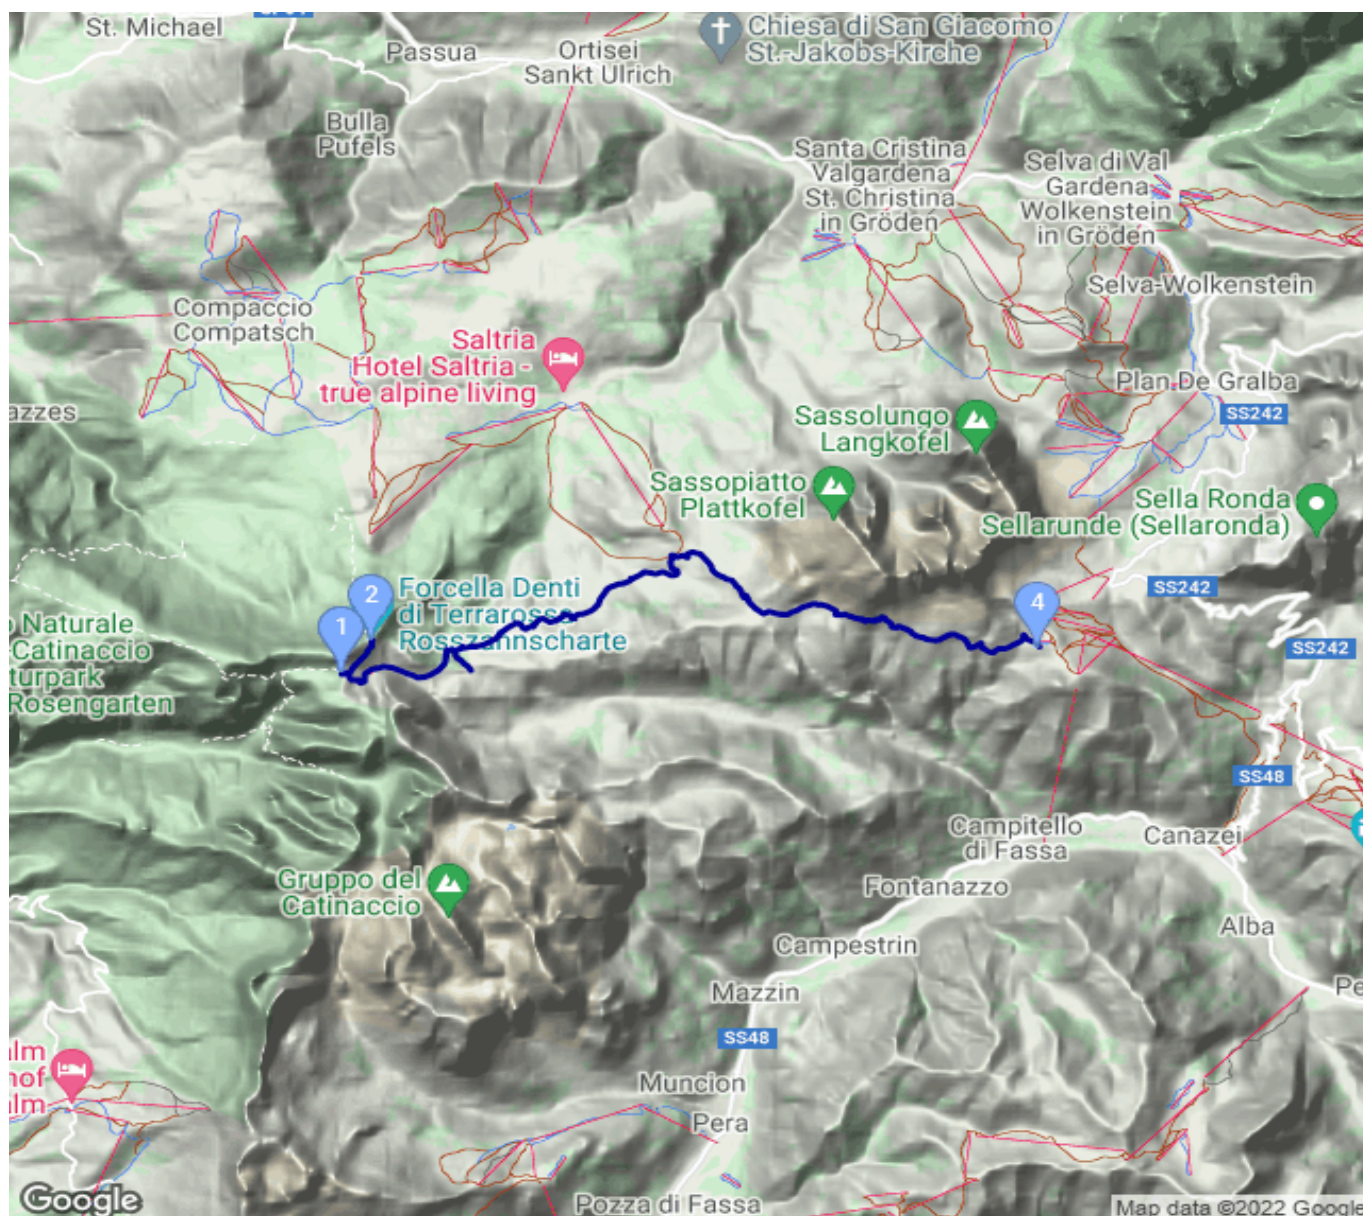 St. Michael
Passua
Ortisei
Sankt Ulrich
Chiesa di San Giacomo
St.-Jakobs-Kirche
Bulla
Pufels
Santa Cristina
Valgardena
St. Christina
in Gröden
Selva di Val
Gardena
Wolkenstein
in Gröden
Selva-Wolkenstein
Compaccio
Compatsch
Saltria
Hotel Saltria -
true alpine living
Plan De Gralba
SS242
azzes
Sassolungo
Langkofel
Sassopiatto
Plattkofel
Sella Ronda
Sellarunde (Sellaronda)
SS242
Forcella Denti
di Terrarossa
Rosszannscharte
1
2
4
o Naturale
Catinaccio
turpark
Rosengarten
SS242
SS48
Campitello
di Fassa
Canazei
Fontanazzo
Gruppo del
Catinaccio
Alba
Campestrin
Mazzin
Pe
SS48
alm
hof
alm
Muncion
Pera
Pozza di Fassa
Google
Map data ©2022 Google